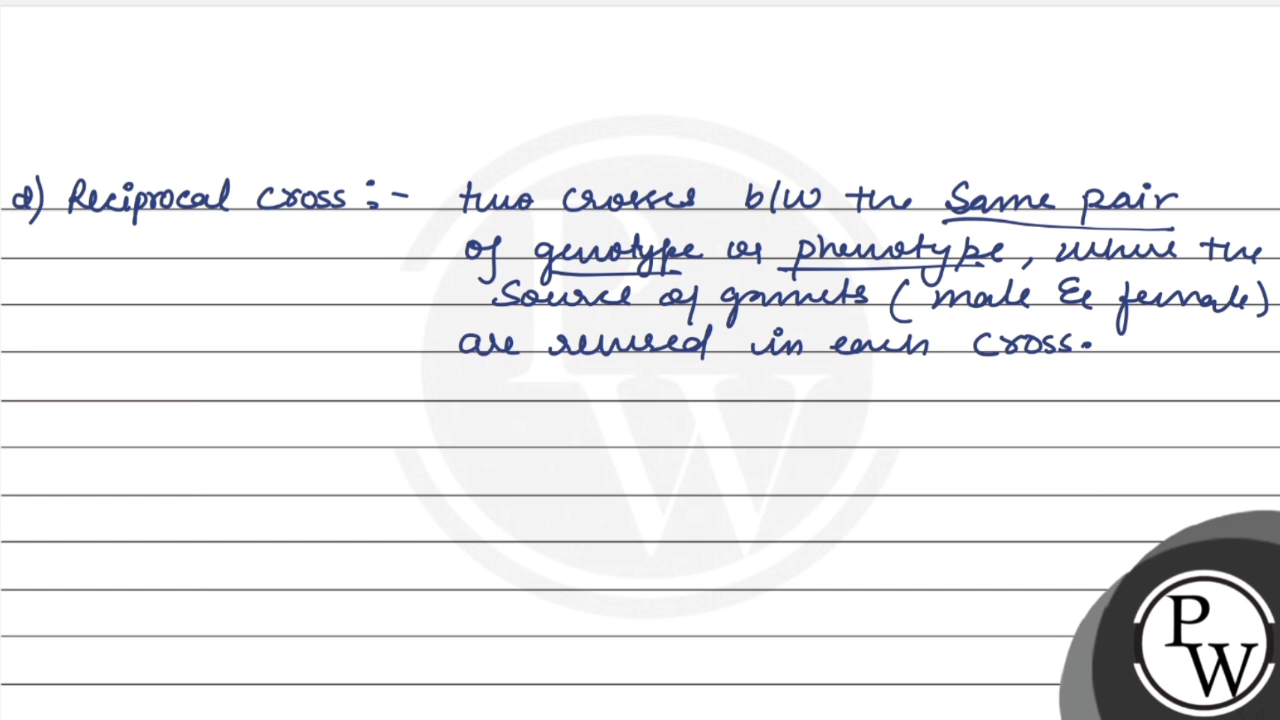 d) Reciprocal cross :- two crosses b/w the Same pair
of genotype or phenotype, where the
Source of gamets ( male & female)
are reversed in each cross.
PW
PW